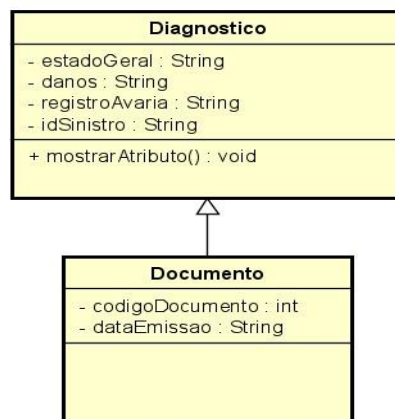 Diagnostico
- estadoGeral : String
- danos : String
- registroAvaria : String
- idSinistro : String
+ mostrarAtributo() : void
Documento
- codigoDocumento : int
- dataEmissao : String